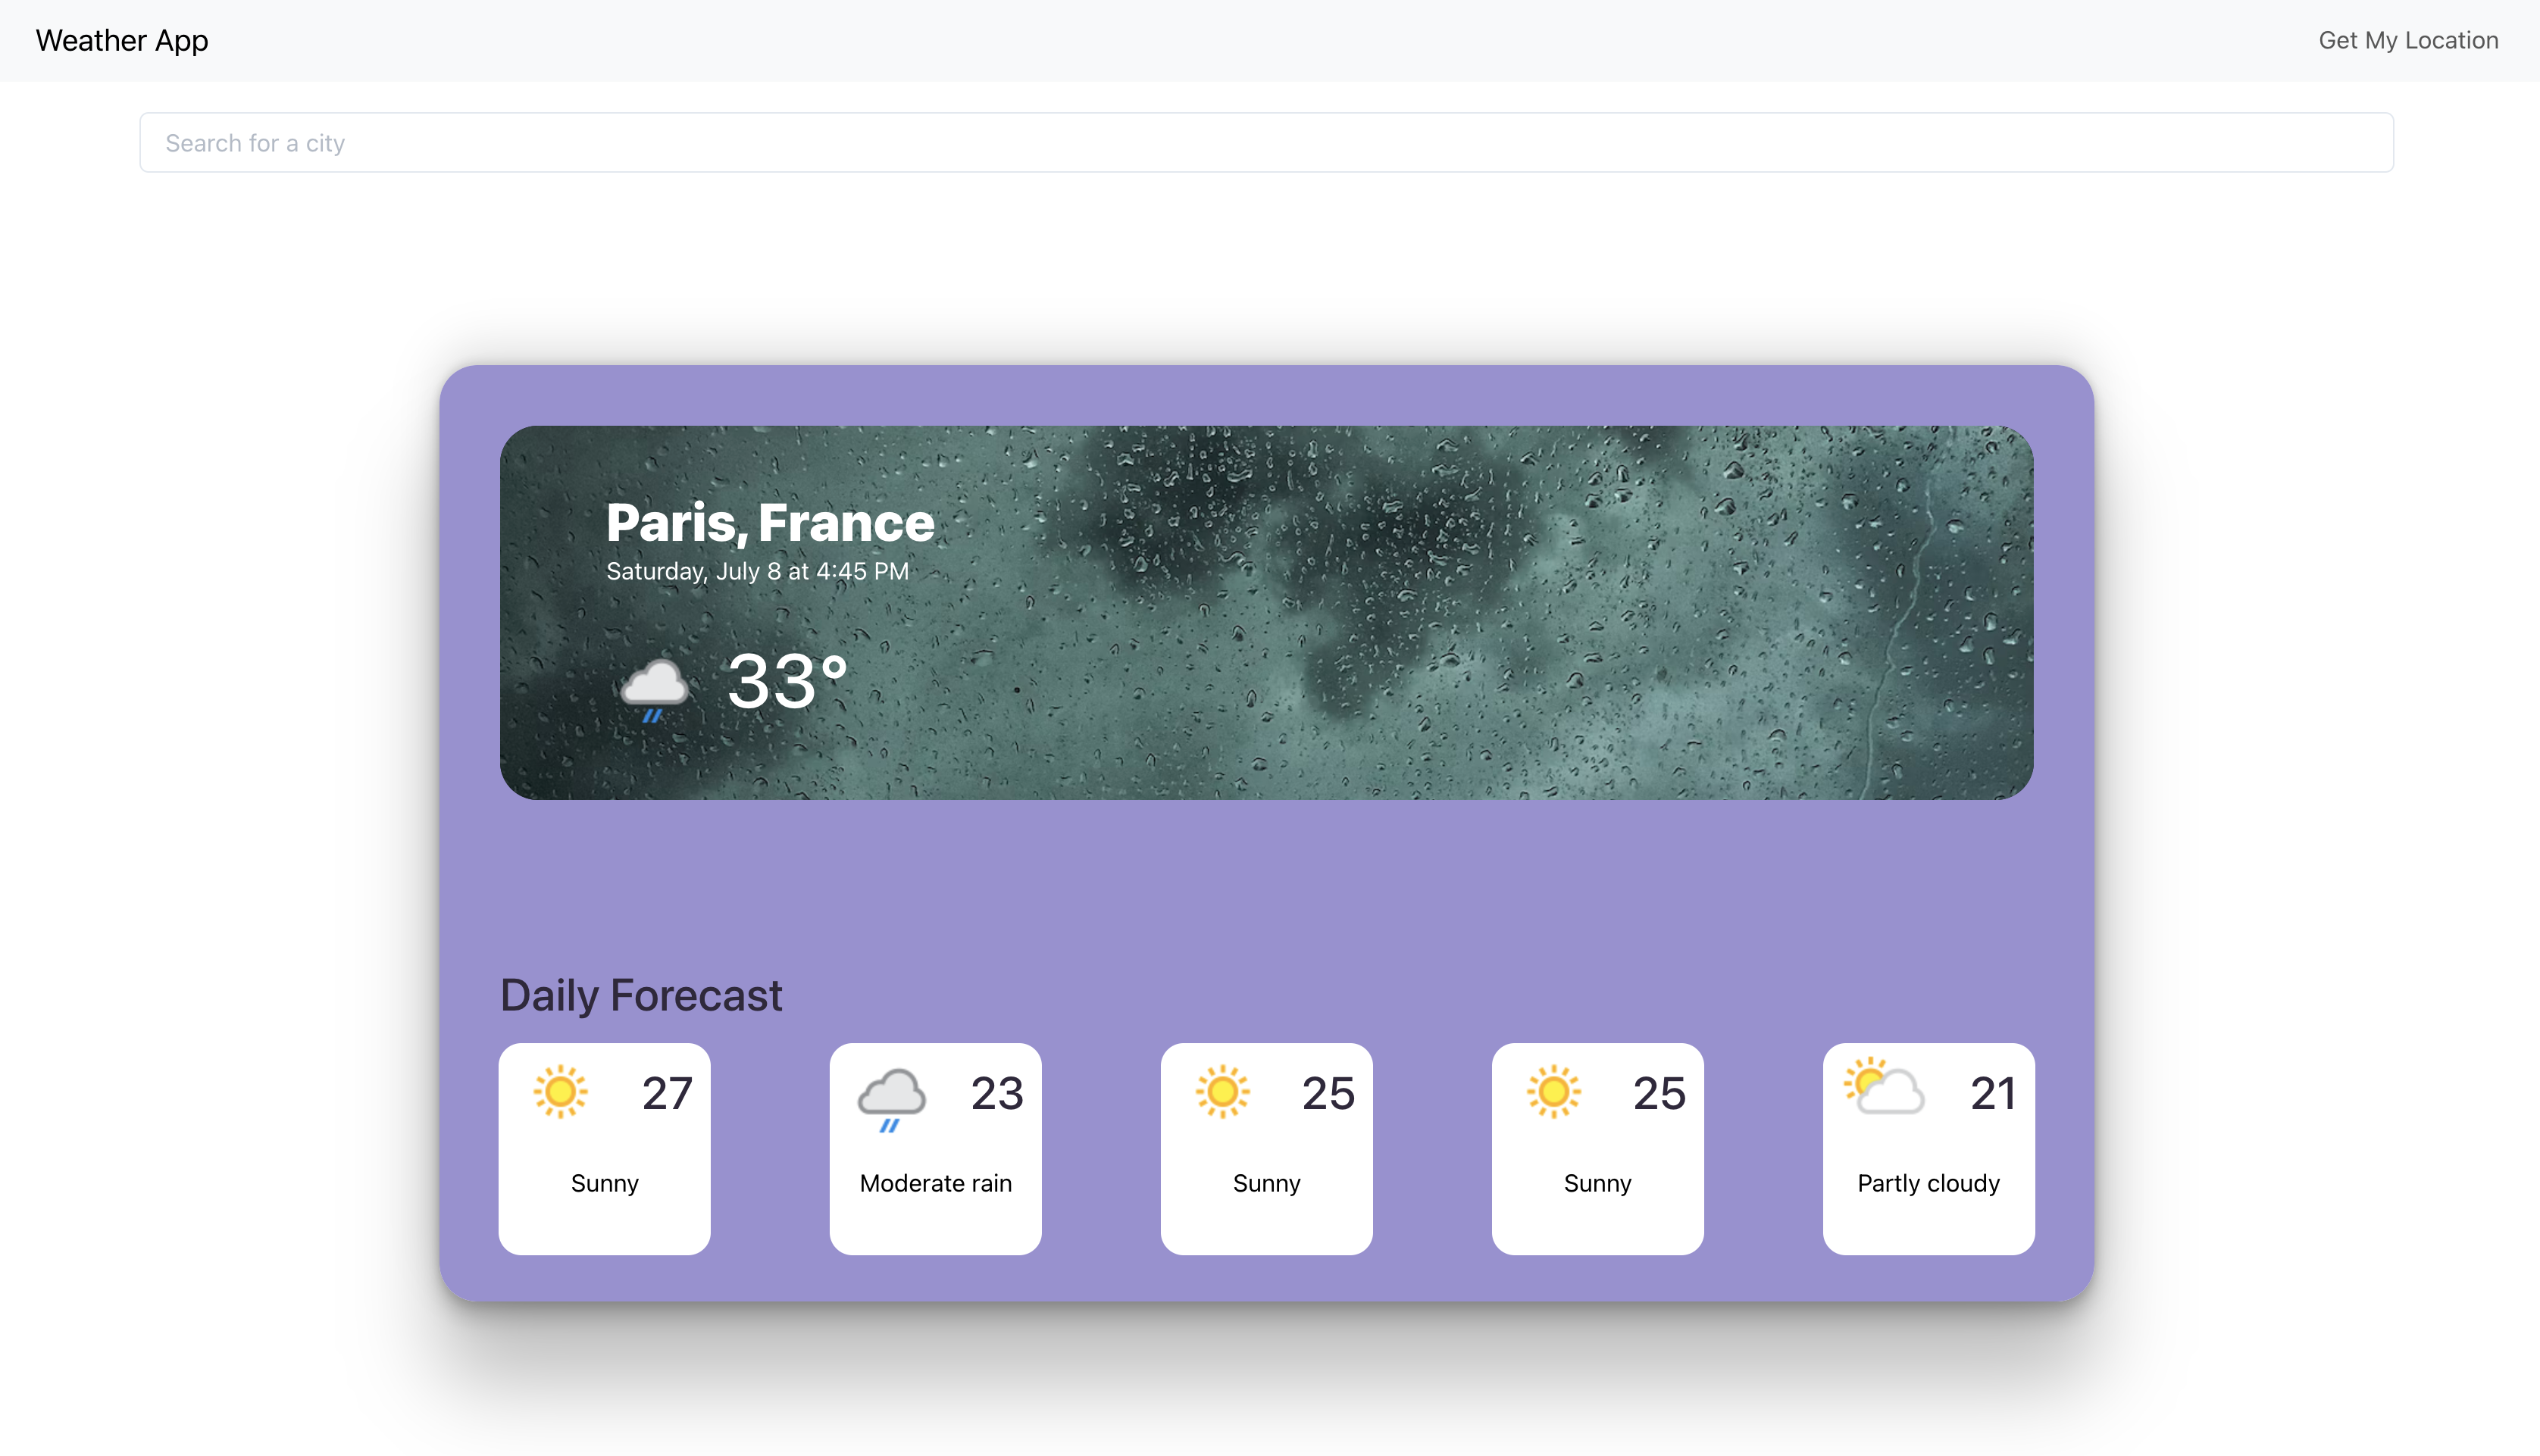 Weather App
Get My Location
Search for a city
Paris, France
Saturday, July 8 at 4:45 PM
33°
Daily Forecast
27
Sunny
23
Moderate rain
25
Sunny
25
Sunny
21
Partly cloudy